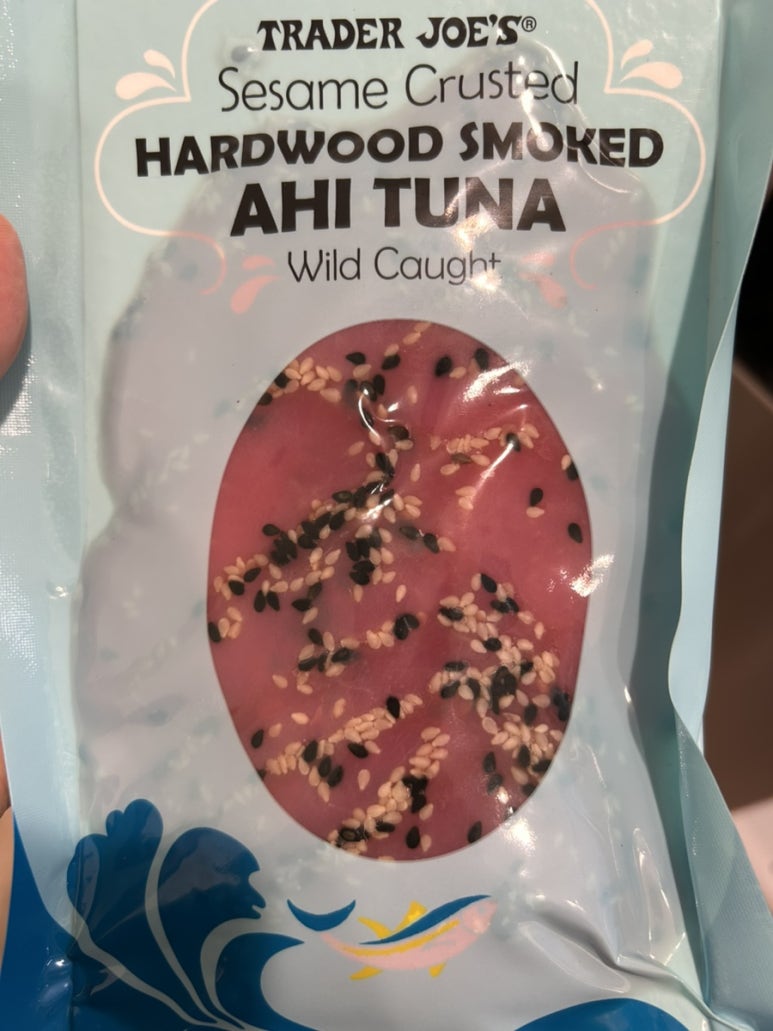 TRADER JOE'S®
Sesame Crusted
HARDWOOD SMOKED
AHI TUNA
Wild Caught